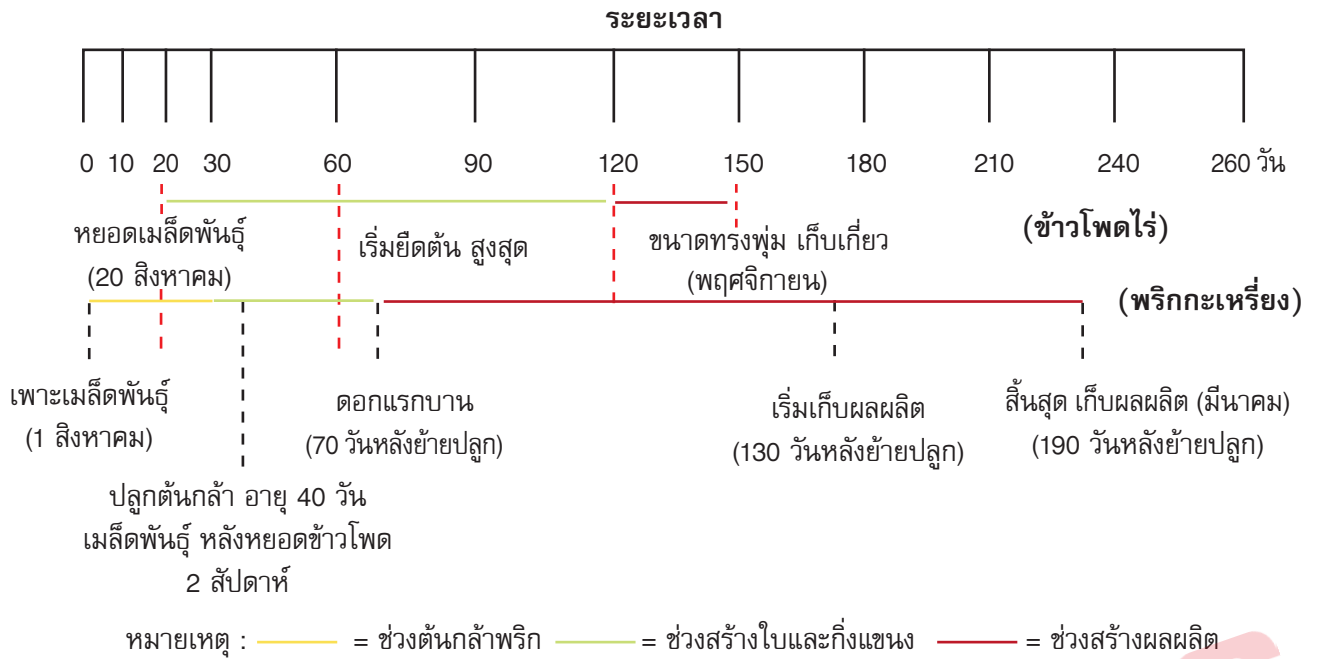 ระยะเวลา
0 10 20 30 60 90 120 150 180 210 240 260 วัน
หยอดเมล็ดพันธุ์
(20 สิงหาคม)
เริ่มยืดต้น สูงสุด
ขนาดทรงพุ่ม เก็บเกี่ยว
(พฤศจิกายน)
(ข้าวโพดไร่)
(พริกกะเหรี่ยง)
เพาะเมล็ดพันธุ์
(1 สิงหาคม)
ดอกแรกบาน
(70 วันหลังย้ายปลูก)
เริ่มเก็บผลผลิต
(130 วันหลังย้ายปลูก)
สิ้นสุด เก็บผลผลิต (มีนาคม)
(190 วันหลังย้ายปลูก)
ปลูกต้นกล้า อายุ 40 วัน
เมล็ดพันธุ์ หลังหยอดข้าวโพด
2 สัปดาห์
หมายเหตุ : = ช่วงต้นกล้าพริก = ช่วงสร้างใบและกิ่งแขนง = ช่วงสร้างผลผลิต